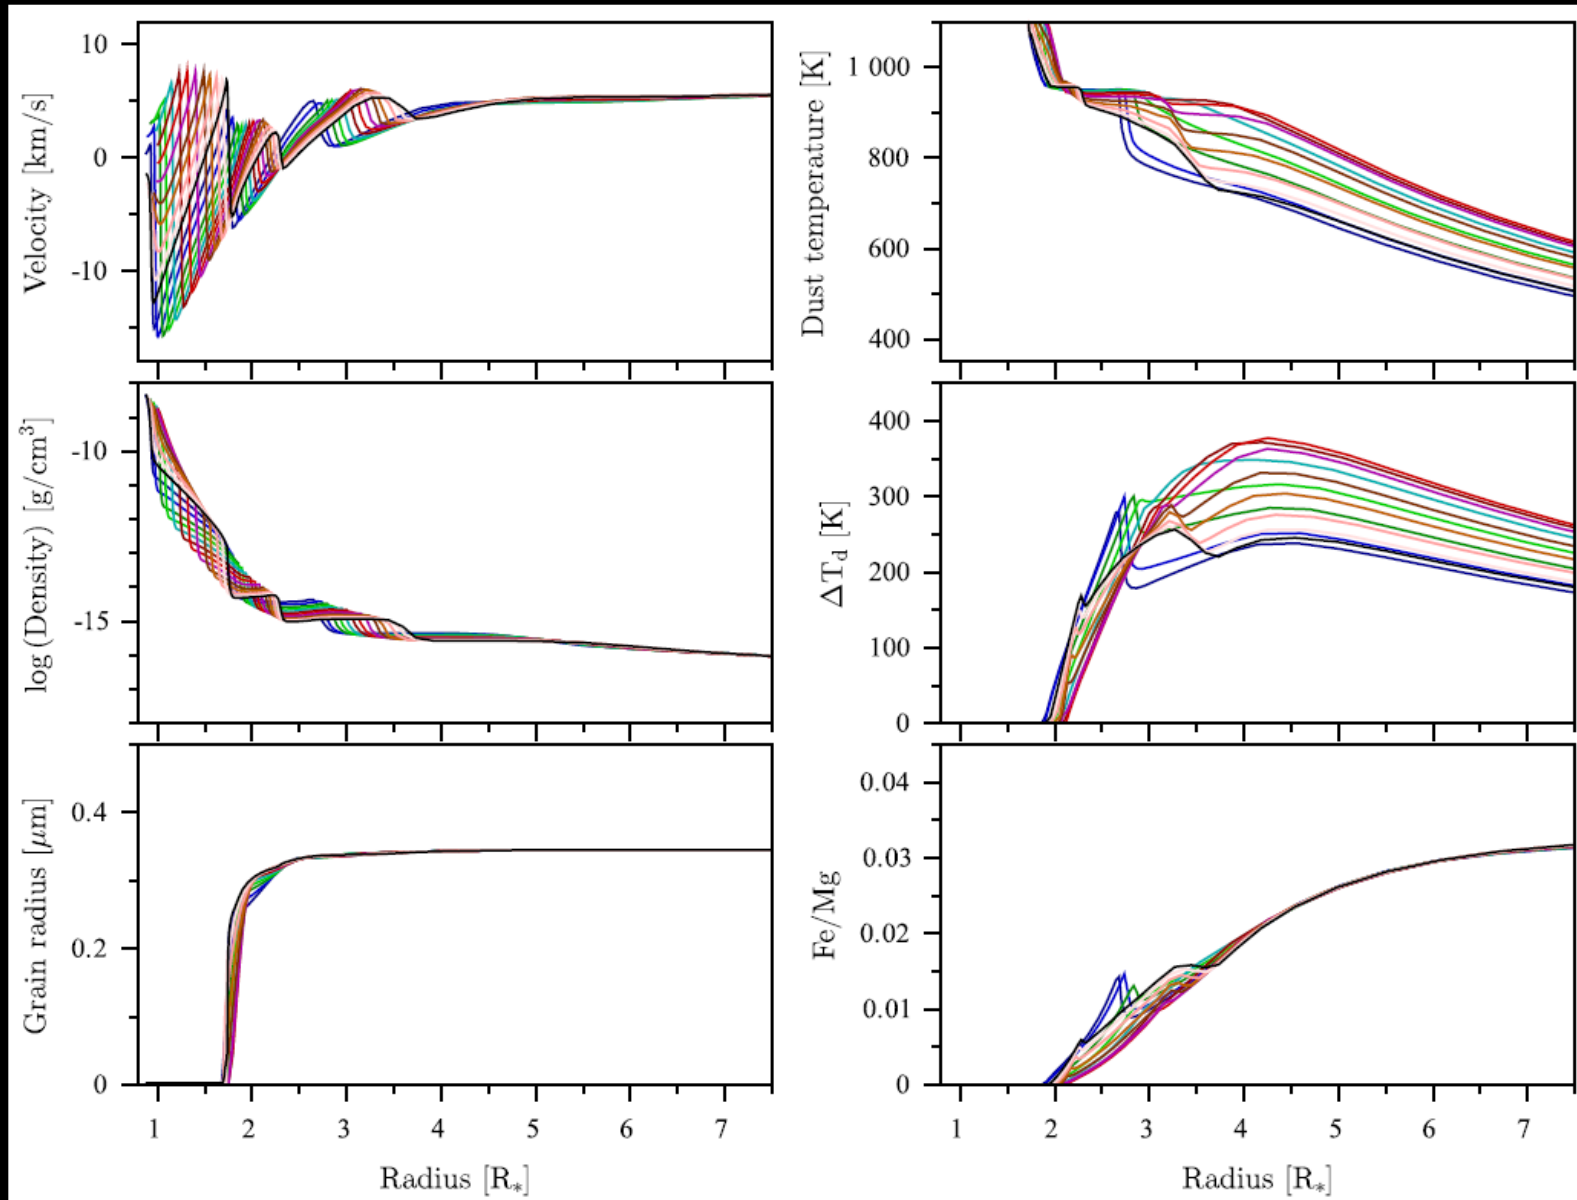 10
0
-10
Velocity [km/s]
1 000
800
600
400
Dust temperature [K]
-10
-15
log(Density) [g/cm³]
400
300
200
100
0
ΔT_d [K]
0.4
0.2
0
Grain radius [μm]
1 2 3 4 5 6 7
Radius [R_*]
0.04
0.03
0.02
0.01
0
Fe/Mg
1 2 3 4 5 6 7
Radius [R_*]